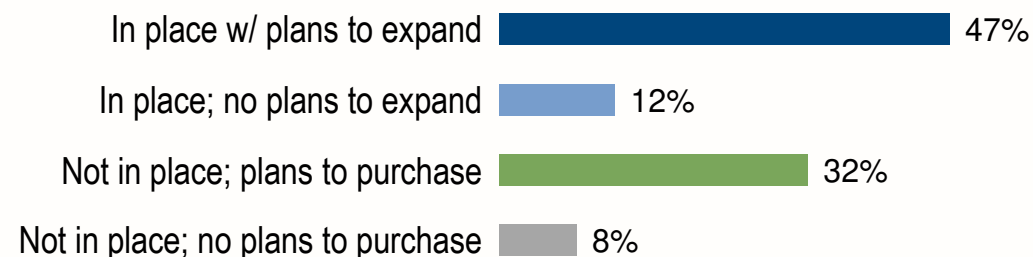 In place w/ plans to expand 47%
In place; no plans to expand 12%
Not in place; plans to purchase 32%
Not in place; no plans to purchase 8%